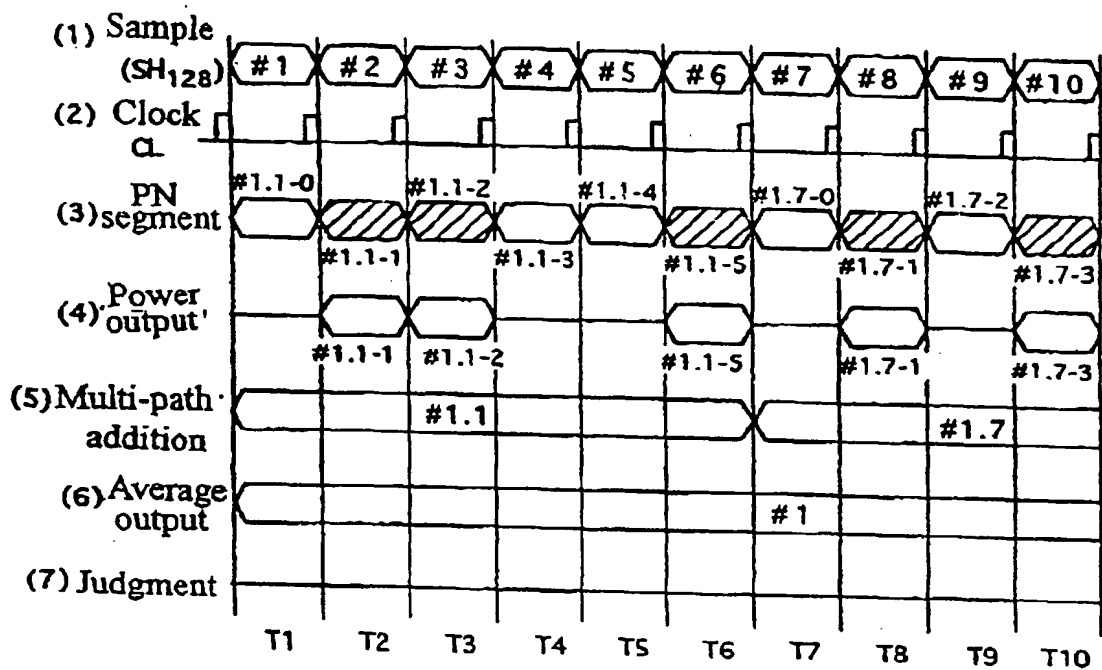 (1) Sample
(SH128) #1 #2 #3 #4 #5 #6 #7 #8 #9 #10
(2) Clock
CL
#1.1-0 #1.1-2 #1.1-4 #1.7-0 #1.7-2
PN
(3) segment
#1.1-1 #1.1-3 #1.1-5 #1.7-1 #1.7-3
(4) Power
output
#1.1-1 #1.1-2 #1.1-5 #1.7-1 #1.7-3
(5) Multi-path
addition #1.1 #1.7
(6) Average
output #1
(7) Judgment
T1 T2 T3 T4 T5 T6 T7 T8 T9 T10